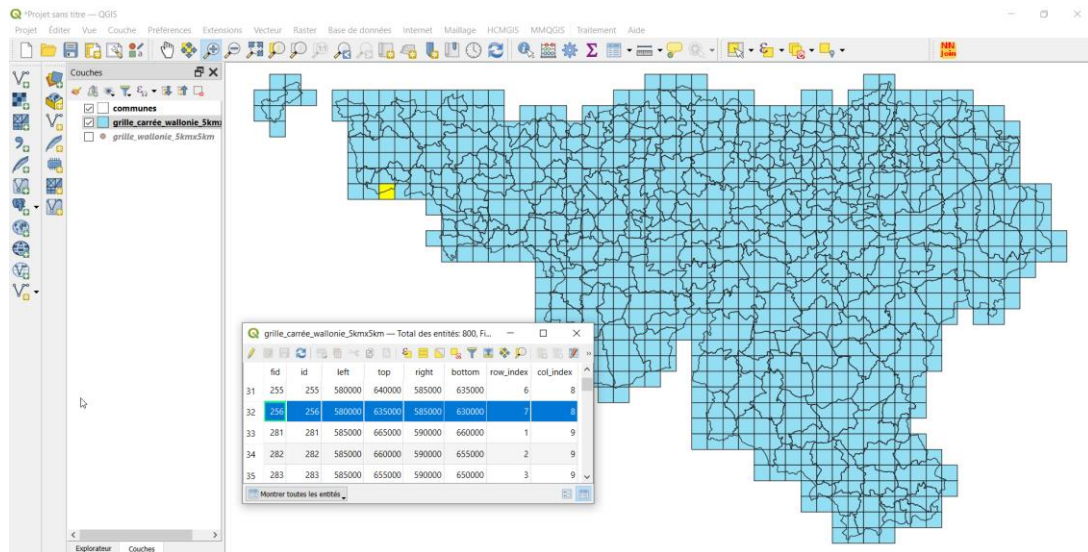 *Projet sans titre — QGIS
Projet Éditer Vue Couche Préférences Extensions Vecteur Raster Base de données Internet Maillage HCMGIS MMQGIS Traitement Aide
NN
Join
Couches
communes
grille_carrée_wallonie_5km
grille_wallonie_5kmx5km
grille_carrée_wallonie_5kmx5km — Total des entités: 800, Fi...
fid id left top right bottom row_index col_index
31 255 255 580000 640000 585000 635000 6 8
32 256 256 580000 635000 585000 630000 7 8
33 281 281 585000 665000 590000 660000 1 9
34 282 282 585000 660000 590000 655000 2 9
35 283 283 585000 655000 590000 650000 3 9
Montrer toutes les entités
Explorateur Couches